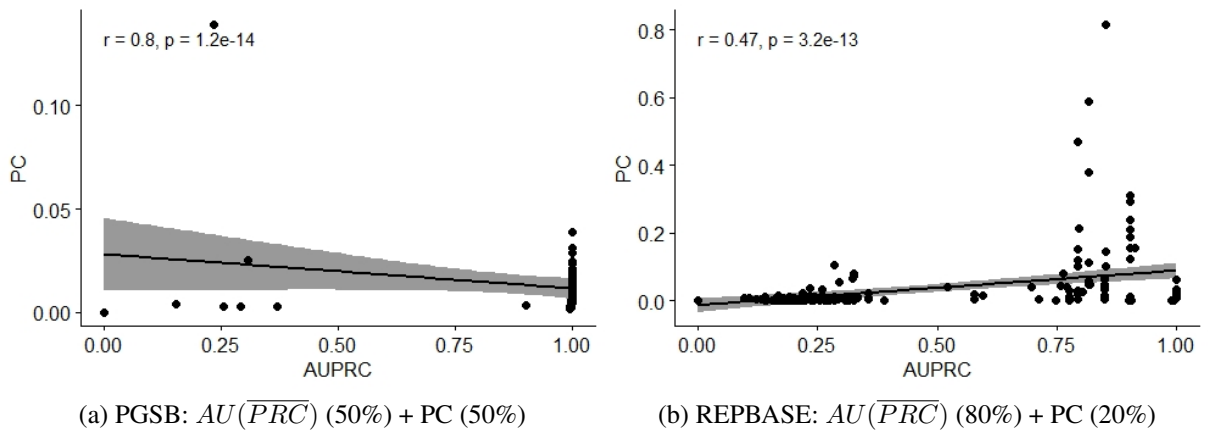 r = 0.8, p = 1.2e-14
PC
0.10
0.05
0.00
0.00 0.25 0.50 0.75 1.00
AUPRC
(a) PGSB: AU(P̅R̅C̅) (50%) + PC (50%)
r = 0.47, p = 3.2e-13
PC
0.8
0.6
0.4
0.2
0.0
0.00 0.25 0.50 0.75 1.00
AUPRC
(b) REPBASE: AU(P̅R̅C̅) (80%) + PC (20%)